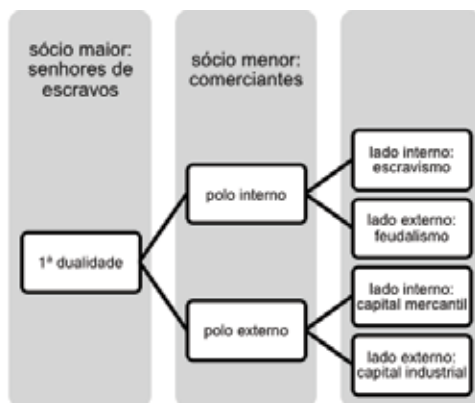 sócio maior:
senhores de
escravos
sócio menor:
comerciantes
lado interno:
escravismo
polo interno
lado externo:
feudalismo
1ª dualidade
lado interno:
capital mercantil
polo externo
lado externo:
capital industrial